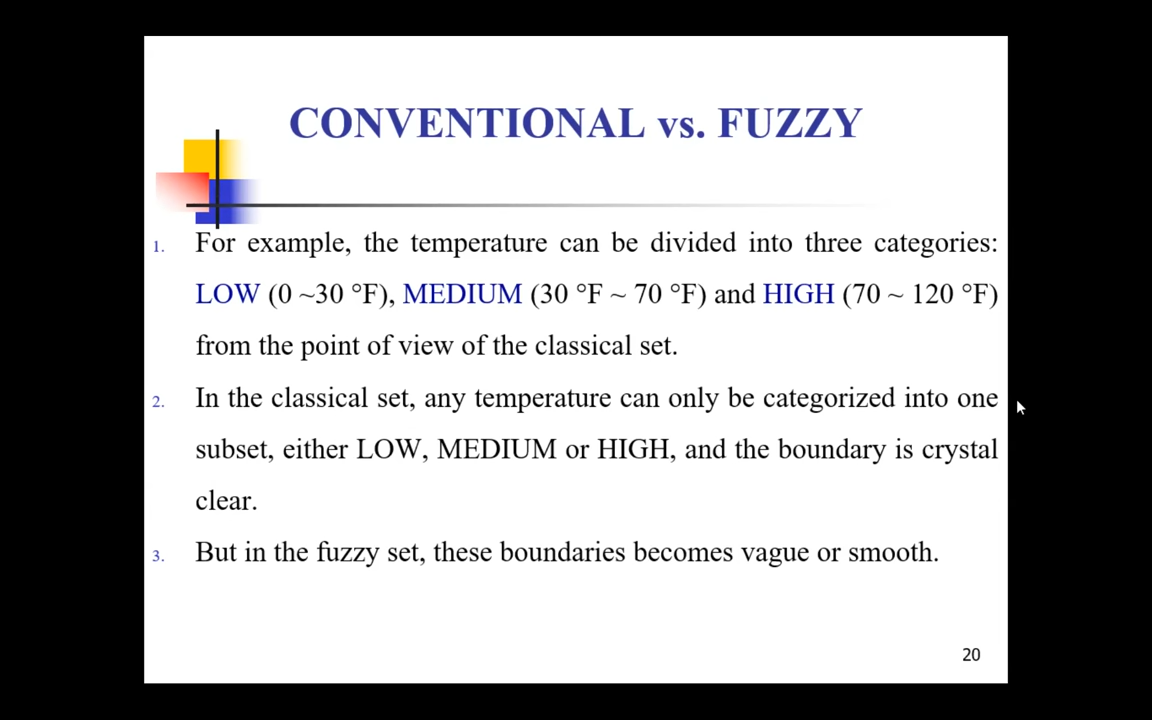 CONVENTIONAL vs. FUZZY
1. For example, the temperature can be divided into three categories:
LOW (0 ~30 °F), MEDIUM (30 °F ~ 70 °F) and HIGH (70 ~ 120 °F)
from the point of view of the classical set.
2. In the classical set, any temperature can only be categorized into one
subset, either LOW, MEDIUM or HIGH, and the boundary is crystal
clear.
3. But in the fuzzy set, these boundaries becomes vague or smooth.
20